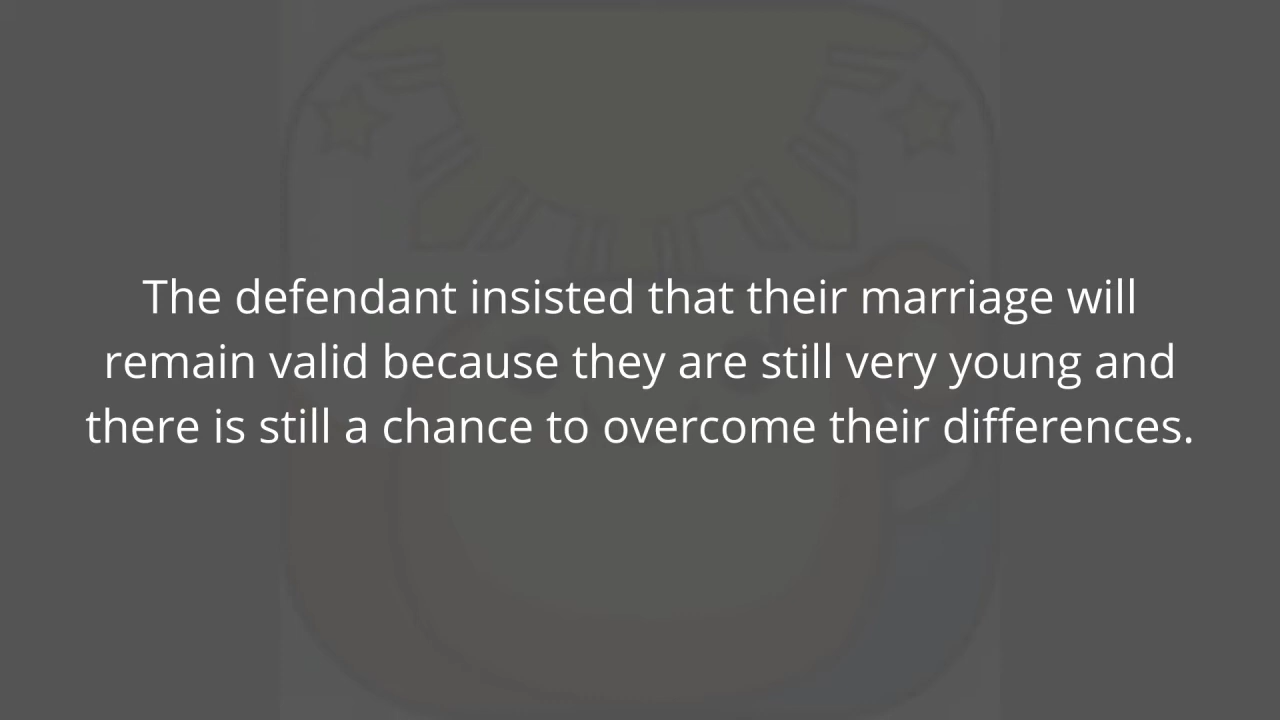 The defendant insisted that their marriage will
remain valid because they are still very young and
there is still a chance to overcome their differences.